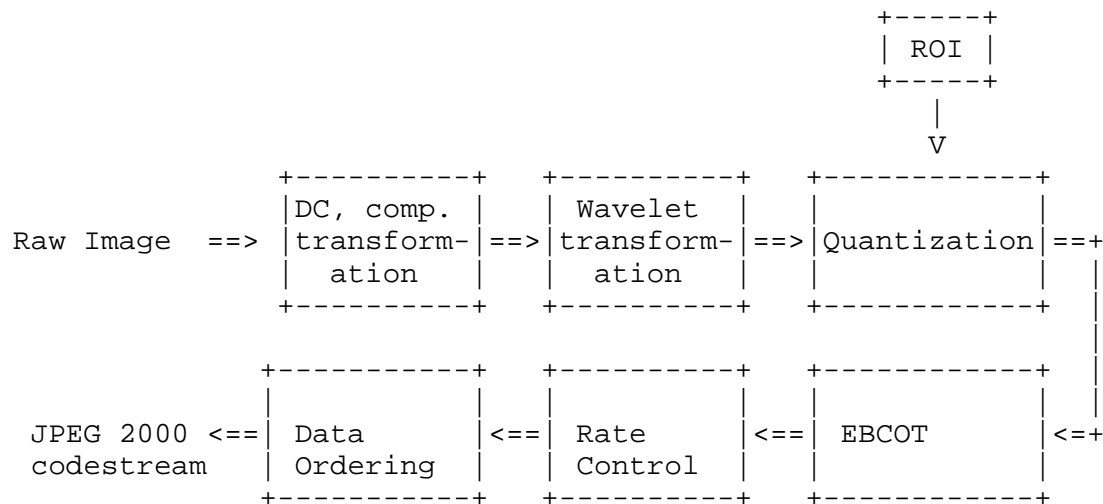 ROI
DC, comp.
Raw Image ==> transform- ==> 
ation
Wavelet
transform- ==>
ation
Quantization ==+
JPEG 2000 <==
codestream
Data <==
Ordering
Rate <==
Control
EBCOT <=+